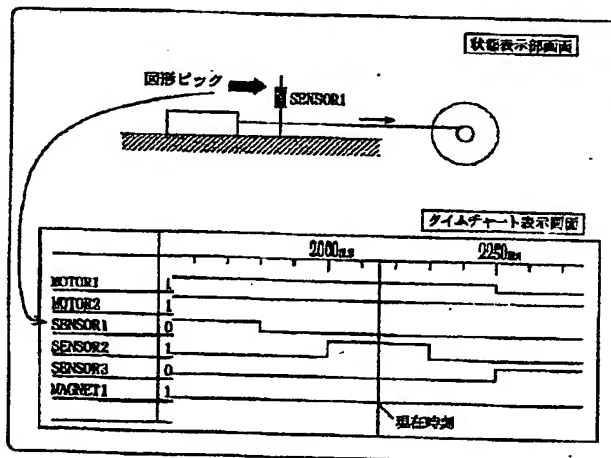 状態表示部画面
図形ピック
SENSOR1
タイムチャート表示画面
2000ms
2250ms
MOTOR1 1
MOTOR2 1
SENSOR1 0
SENSOR2 1
SENSOR3 0
MAGNET1 1
現在時刻